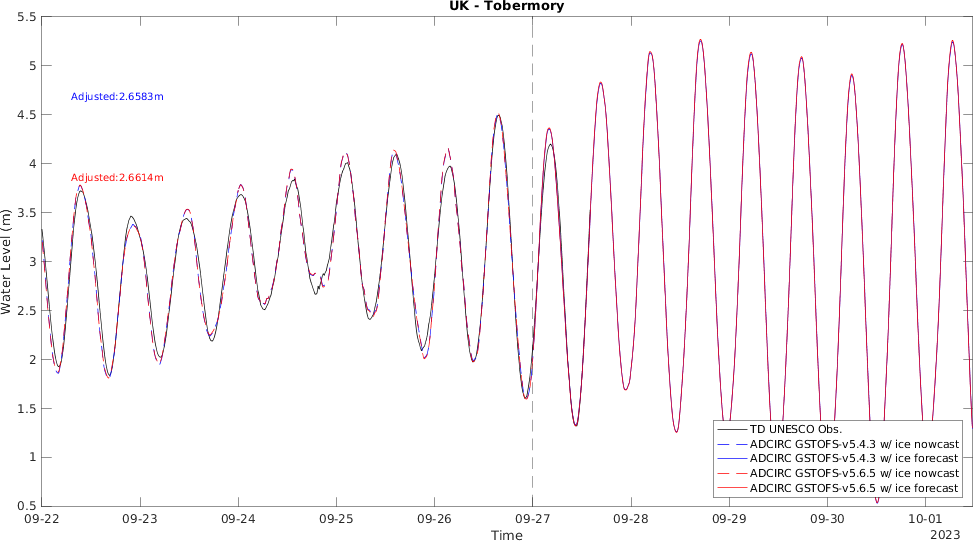 UK - Tobermory
5.5
5
4.5
4
3.5
3
2.5
2
1.5
1
0.5
Water Level (m)
Adjusted:2.6583m
Adjusted:2.6614m
TD UNESCO Obs.
ADCIRC GSTOFS-v5.4.3 w/ ice nowcast
ADCIRC GSTOFS-v5.4.3 w/ ice forecast
ADCIRC GSTOFS-v5.6.5 w/ ice nowcast
ADCIRC GSTOFS-v5.6.5 w/ ice forecast
09-22 09-23 09-24 09-25 09-26 09-27 09-28 09-29 09-30 10-01
Time
2023